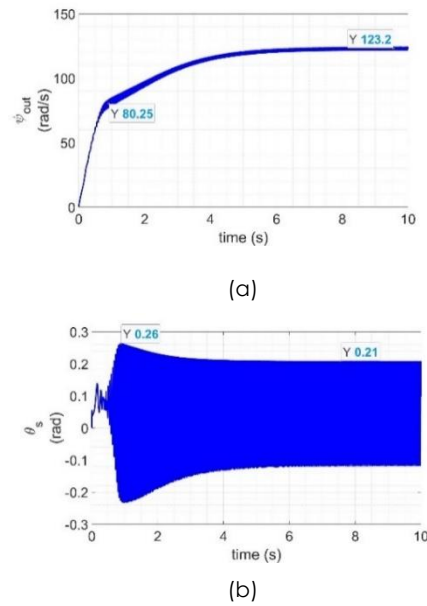 150
100
50
0
ψ̇out
(rad/s)
Y 123.2
Y 80.25
0 2 4 6 8 10
time (s)
(a)
0.3
0.2
0.1
0
-0.1
-0.2
-0.3
θs
(rad)
Y 0.26
Y 0.21
0 2 4 6 8 10
time (s)
(b)